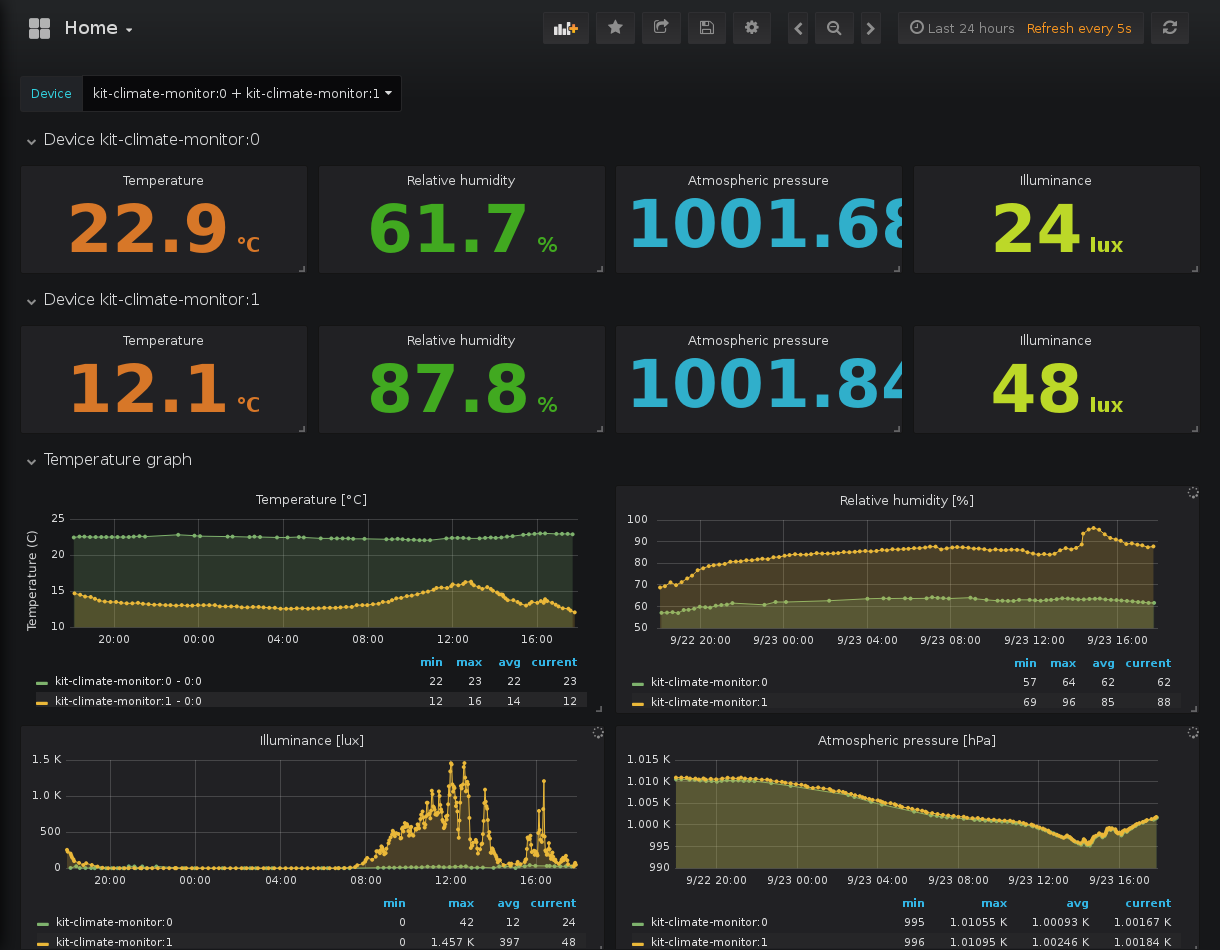 Home
Last 24 hours Refresh every 5s
Device kit-climate-monitor:0 + kit-climate-monitor:1
Device kit-climate-monitor:0
Temperature Relative humidity Atmospheric pressure Illuminance
22.9 °C 61.7 % 1001.68 24 lux
Device kit-climate-monitor:1
Temperature Relative humidity Atmospheric pressure Illuminance
12.1 °C 87.8 % 1001.84 48 lux
Temperature graph
Temperature [°C]
Temperature (C)
25
20
15
10
20:00 00:00 04:00 08:00 12:00 16:00
min max avg current
kit-climate-monitor:0 - 0:0 22 23 22 23
kit-climate-monitor:1 - 0:0 12 16 14 12
Relative humidity [%]
100
90
80
70
60
50
9/22 20:00 9/23 00:00 9/23 04:00 9/23 08:00 9/23 12:00 9/23 16:00
min max avg current
kit-climate-monitor:0 57 64 62 62
kit-climate-monitor:1 69 96 85 88
Illuminance [lux]
1.5 K
1.0 K
500
0
20:00 00:00 04:00 08:00 12:00 16:00
min max avg current
kit-climate-monitor:0 0 42 12 24
kit-climate-monitor:1 0 1.457 K 397 48
Atmospheric pressure [hPa]
1.015 K
1.010 K
1.005 K
1.000 K
995
990
9/22 20:00 9/23 00:00 9/23 04:00 9/23 08:00 9/23 12:00 9/23 16:00
min max avg current
kit-climate-monitor:0 995 1.01055 K 1.00093 K 1.00167 K
kit-climate-monitor:1 996 1.01095 K 1.00246 K 1.00184 K